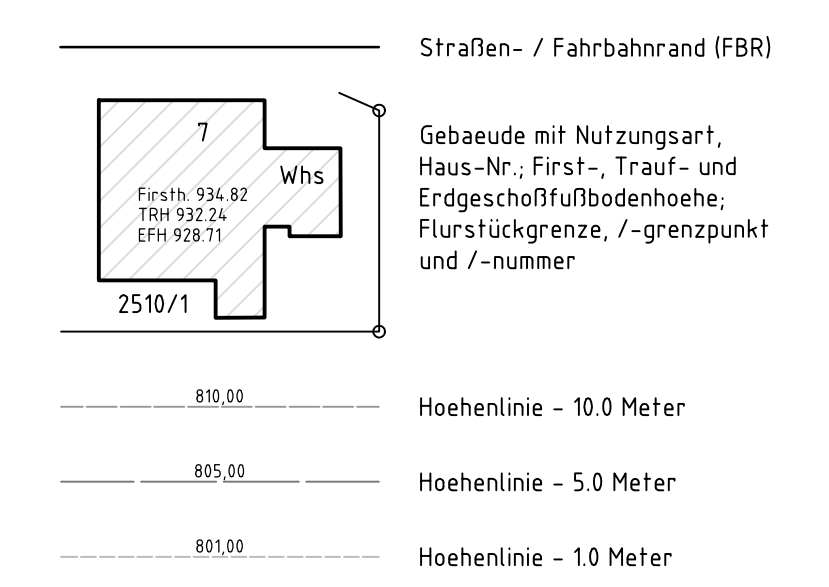 Straßen- / Fahrbahnrand (FBR)
7
Whs
Firsth. 934.82
TRH 932.24
EFH 928.71
2510/1
Gebaeude mit Nutzungsart,
Haus-Nr.; First-, Trauf- und
Erdgeschoßfußbodenhoehe;
Flurstückgrenze, /-grenzpunkt
und /-nummer
810,00
Hoehenlinie - 10.0 Meter
805,00
Hoehenlinie - 5.0 Meter
801,00
Hoehenlinie - 1.0 Meter